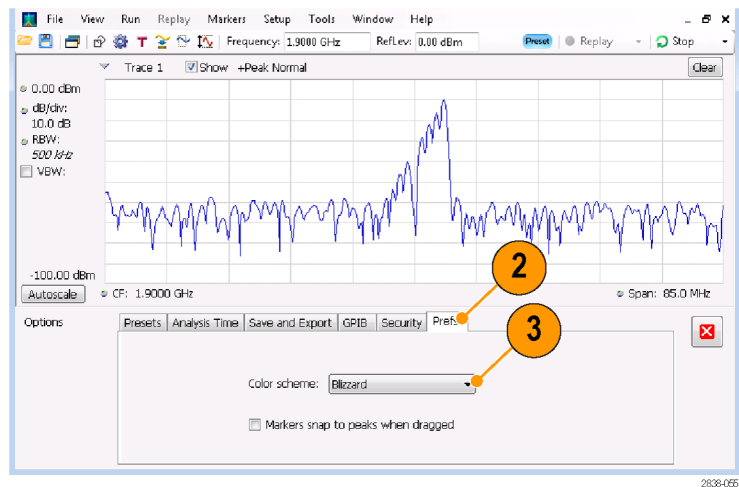 File View Run Replay Markers Setup Tools Window Help
Frequency: 1.9000 GHz RefLev: 0.00 dBm Preset Replay Stop
Trace 1 Show +Peak Normal Clear
0.00 dBm
dB/div:
10.0 dB
RBW:
500 kHz
VBW:
-100.00 dBm
Autoscale CF: 1.9000 GHz Span: 85.0 MHz
2
Options Presets Analysis Time Save and Export GPIB Security Prefs
3
Color scheme: Blizzard
Markers snap to peaks when dragged
2838-055